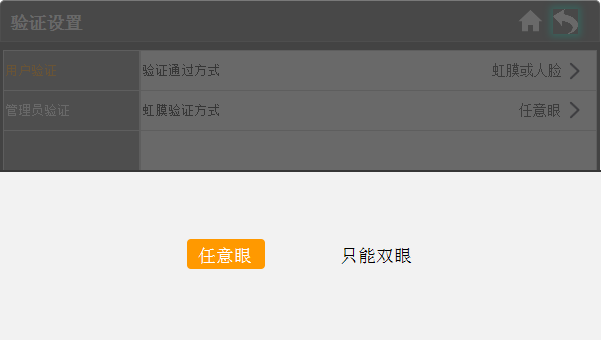 验证设置
用户验证
验证通过方式
虹膜或人脸
管理员验证
虹膜验证方式
任意眼
任意眼
只能双眼